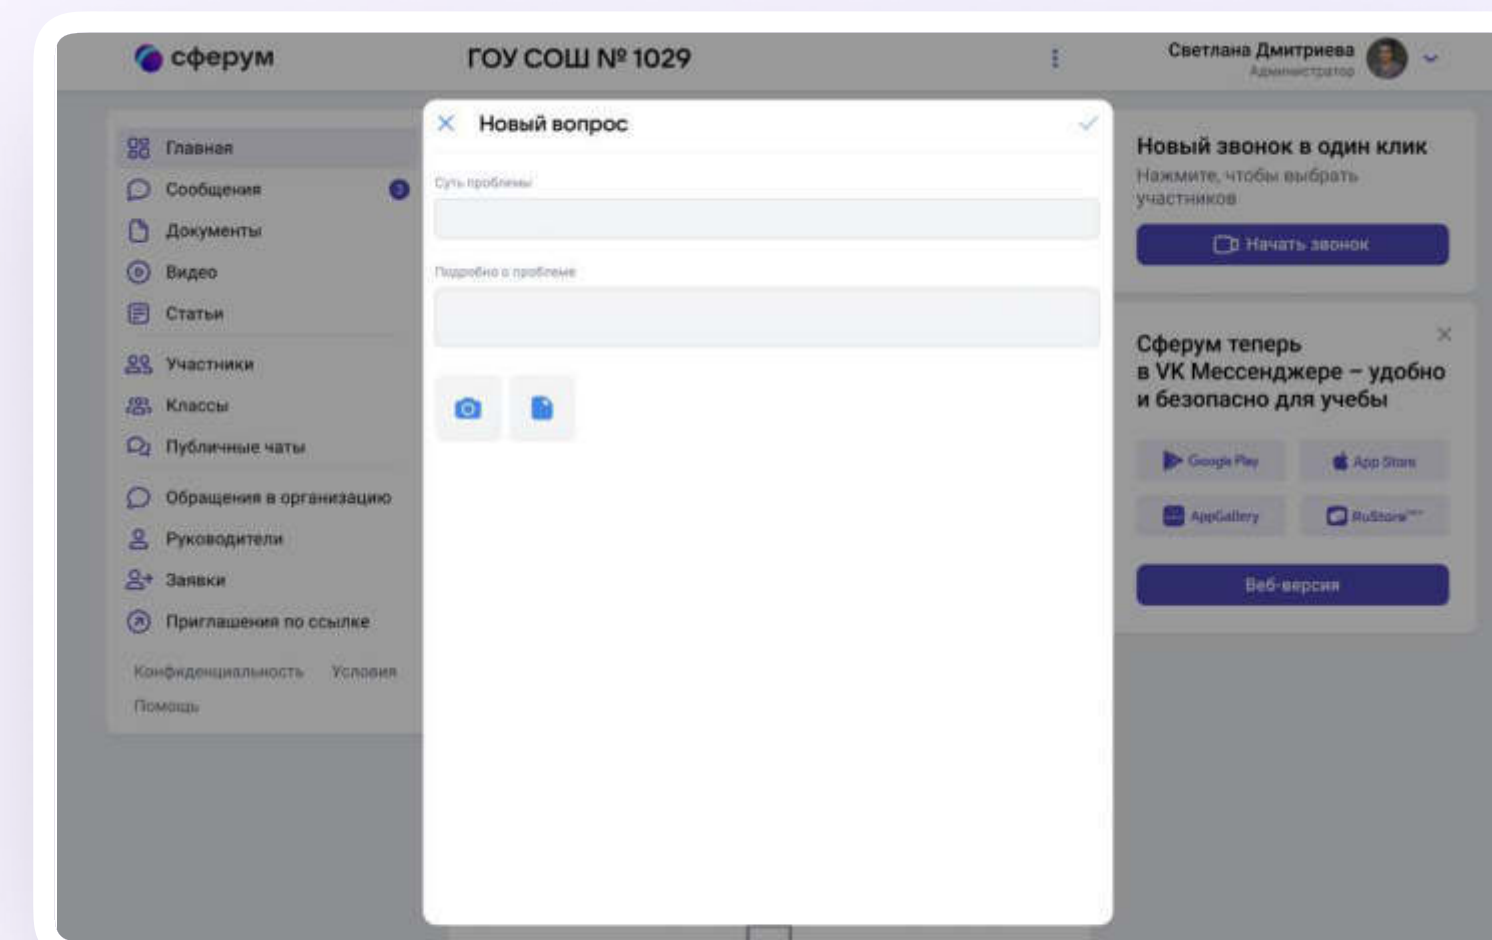 сферум
ГОУ СОШ № 1029
Светлана Дмитриева
Администратор
Главная
Сообщения
3
Документы
Видео
Статьи
Участники
Классы
Публичные чаты
Обращения в организацию
Руководители
Заявки
Приглашения по ссылке
Конфиденциальность Условия
Помощь
Новый вопрос
Суть проблемы
Подробно о проблеме
Новый звонок в один клик
Нажмите, чтобы выбрать
участников
Начать звонок
Сферум теперь
в VK Мессенджере – удобно
и безопасно для учебы
Google Play
App Store
AppGallery
RuStore
Веб-версия